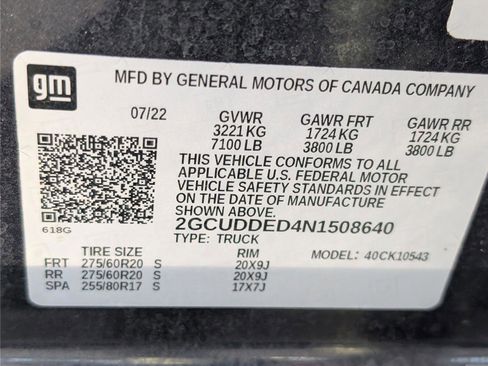 gm
MFD BY GENERAL MOTORS OF CANADA COMPANY
07/22 GVWR GAWR FRT GAWR RR
3221 KG 1724 KG 1724 KG
7100 LB 3800 LB 3800 LB
THIS VEHICLE CONFORMS TO ALL
APPLICABLE U.S. FEDERAL MOTOR
VEHICLE SAFETY STANDARDS IN EFFECT
ON THE DATE OF MANUFACTURE
SHOWN ABOVE.
618G 2GCUDDED4N1508640
TYPE: TRUCK
TIRE SIZE RIM MODEL: 40CK10543
FRT 275/60R20 S 20X9J
RR 275/60R20 S 20X9J
SPA 255/80R17 S 17X7J